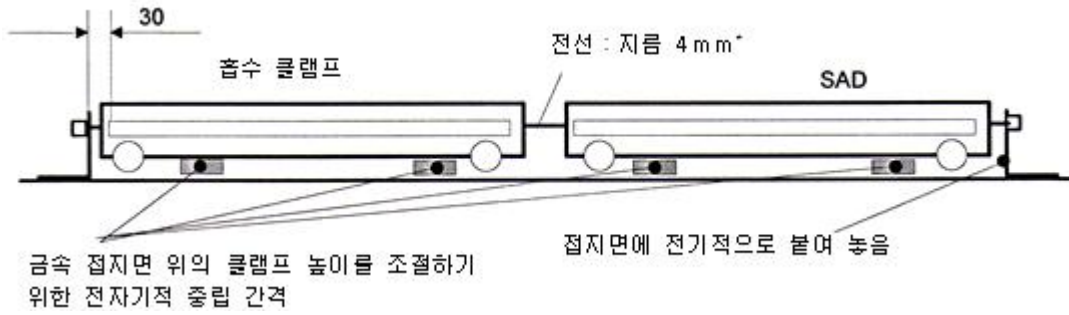 30
흡수 클램프
전선 : 지름 4mm*
SAD
금속 접지면 위의 클램프 높이를 조절하기
위한 전자기적 중립 간격
접지면에 전기적으로 붙여 놓음